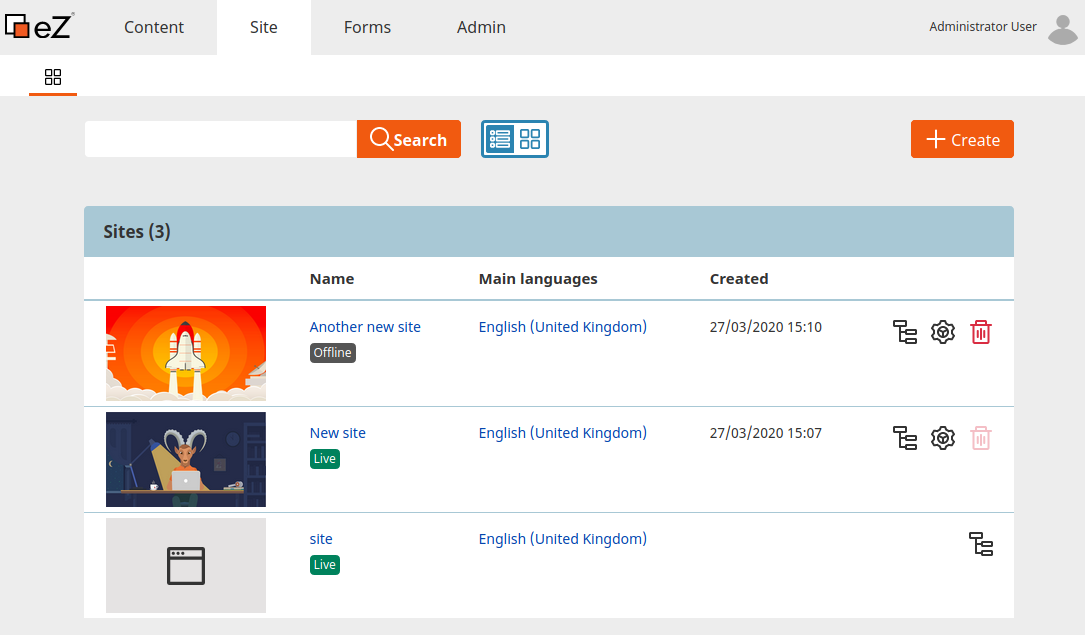 eZ
Content
Site
Forms
Admin
Administrator User
Search
Create
Sites (3)
Name
Main languages
Created
Another new site
English (United Kingdom)
27/03/2020 15:10
Offline
New site
English (United Kingdom)
27/03/2020 15:07
Live
site
English (United Kingdom)
Live